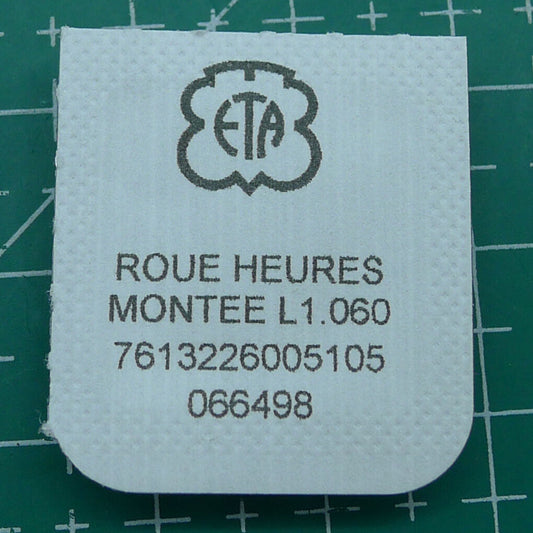 ETA
ROUE HEURES
MONTEE L1.060
7613226005105
066498